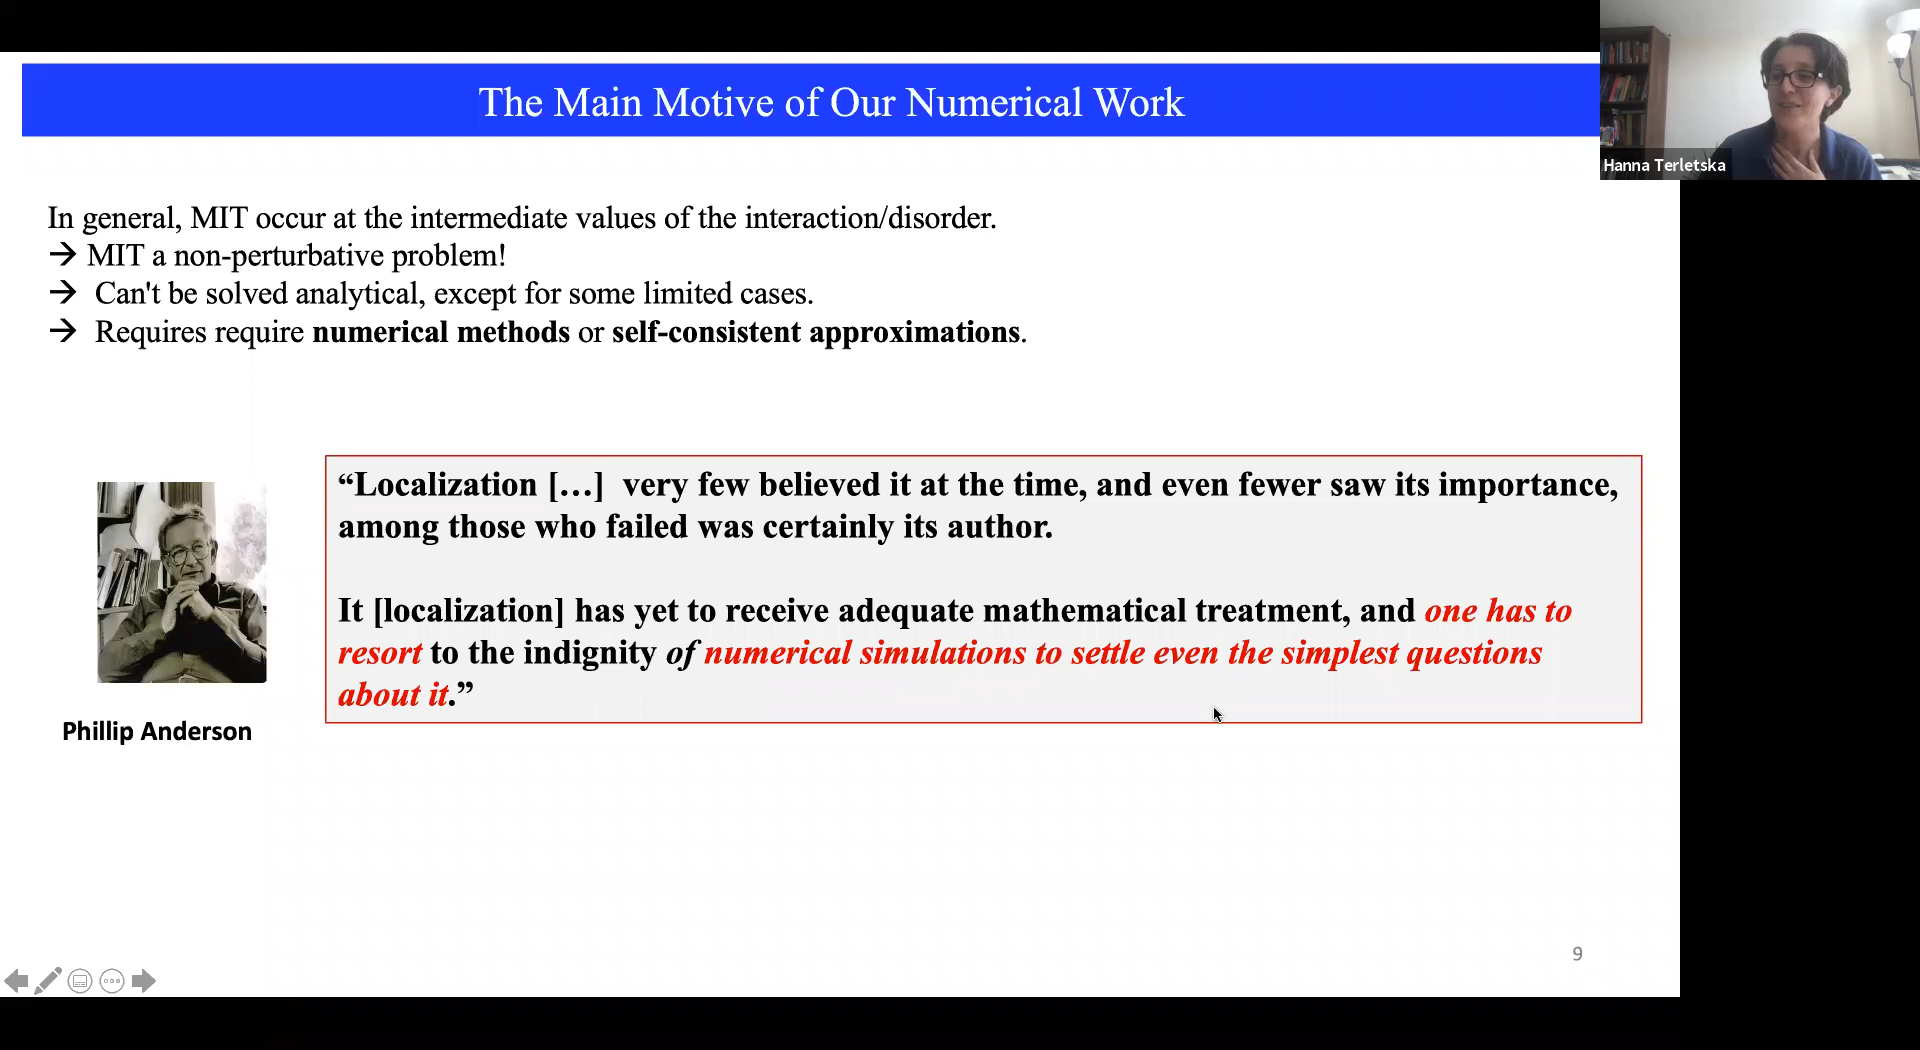 The Main Motive of Our Numerical Work
Hanna Terletska
In general, MIT occur at the intermediate values of the interaction/disorder.
→ MIT a non-perturbative problem!
→ Can't be solved analytical, except for some limited cases.
→ Requires require numerical methods or self-consistent approximations.
“Localization […] very few believed it at the time, and even fewer saw its importance,
among those who failed was certainly its author.
It [localization] has yet to receive adequate mathematical treatment, and one has to
resort to the indignity of numerical simulations to settle even the simplest questions
about it.”
Phillip Anderson
9